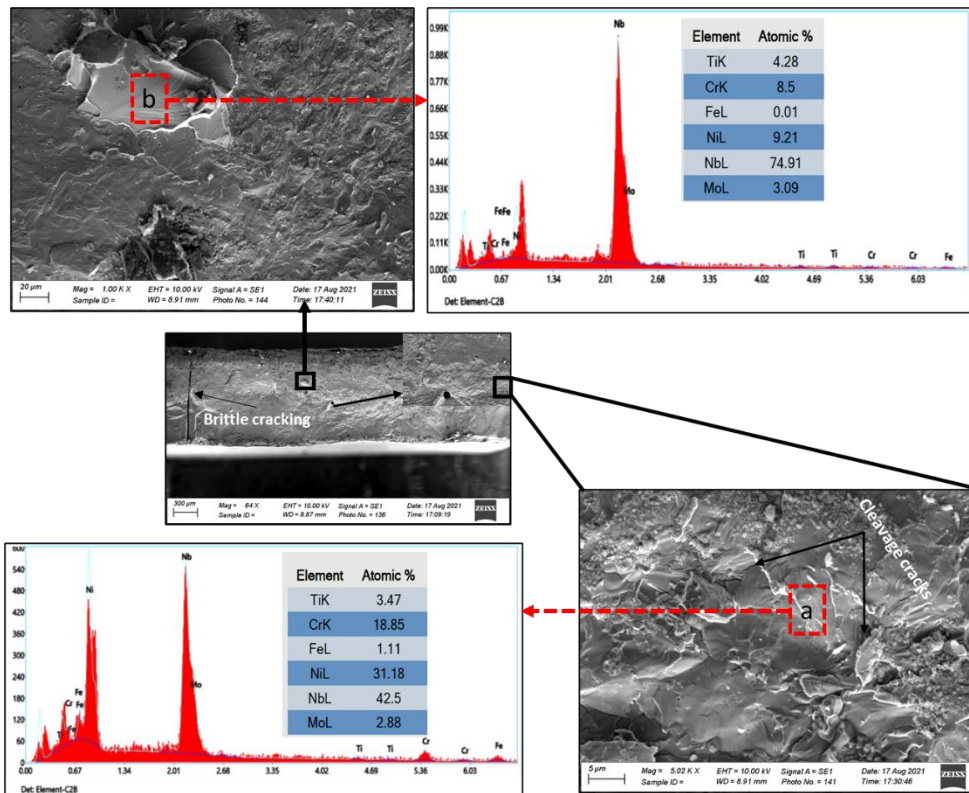 b
20 µm
Mag = 1.00 K X EHT = 10.00 kV Signal A = SE1 Date: 17 Aug 2021
Sample ID = WD = 8.91 mm Photo No. = 144 Time: 17:40:11
ZEISS
0.99K
0.88K
0.77K
0.66K
0.55K
0.44K
0.33K
0.22K
0.11K
0.00K
Nb
Mo
FeFe
Ti Cr Fe Ni
Ti Ti Cr Cr Fe
0.00 0.67 1.34 2.01 2.68 3.35 4.02 4.69 5.36 6.03
Det: Element-C2B
Element Atomic %
TiK 4.28
CrK 8.5
FeL 0.01
NiL 9.21
NbL 74.91
MoL 3.09
Brittle cracking
300 µm
Mag = 64 X EHT = 10.00 kV Signal A = SE1 Date: 17 Aug 2021
Sample ID = WD = 8.87 mm Photo No. = 136 Time: 17:09:19
ZEISS
600
540
480
420
360
300
240
180
120
60
0
Nb
Ni
Mo
Fe
Cr Fe
Ti Fe
Ti Ti Cr Cr Fe
0.00 0.67 1.34 2.01 2.68 3.35 4.02 4.69 5.36 6.03
Det: Element-C2B
Element Atomic %
TiK 3.47
CrK 18.85
FeL 1.11
NiL 31.18
NbL 42.5
MoL 2.88
Cleavage cracks
a
5 µm
Mag = 5.02 K X EHT = 10.00 kV Signal A = SE1 Date: 17 Aug 2021
Sample ID = WD = 8.91 mm Photo No. = 141 Time: 17:30:46
ZEISS